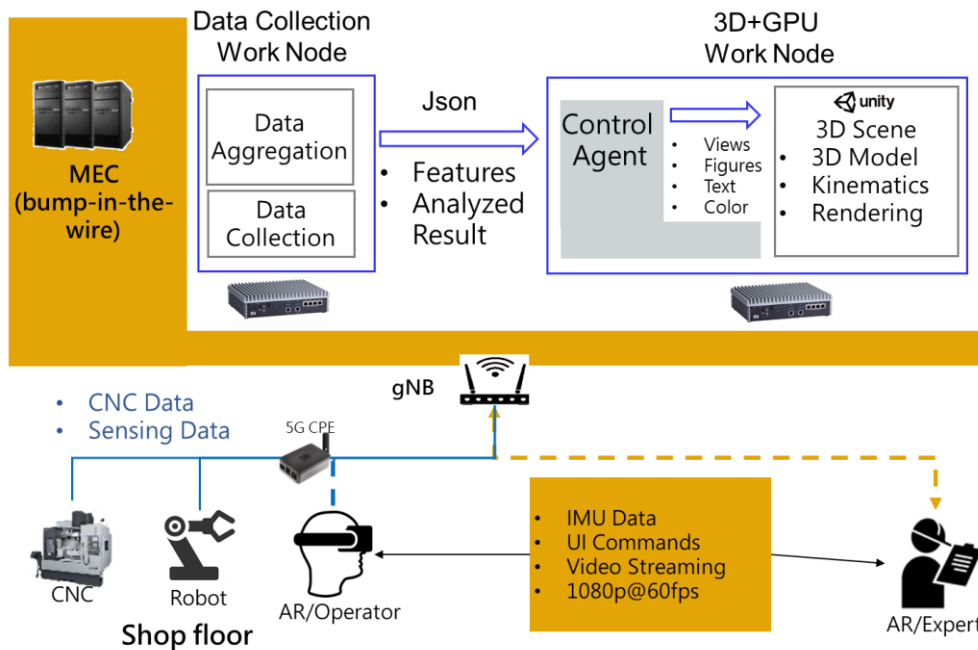 Data Collection
Work Node
3D+GPU
Work Node
MEC
(bump-in-the-
wire)
Data
Aggregation
Data
Collection
Json
• Features
• Analyzed
Result
Control
Agent
• Views
• Figures
• Text
• Color
unity
3D Scene
• 3D Model
• Kinematics
• Rendering
gNB
• CNC Data
• Sensing Data
5G CPE
• IMU Data
• UI Commands
• Video Streaming
• 1080p@60fps
CNC
Robot
AR/Operator
AR/Expert
Shop floor